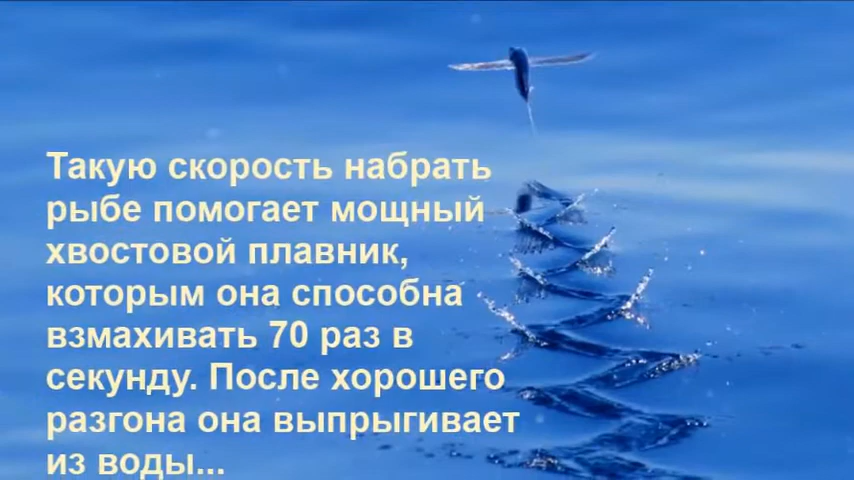 Такую скорость набрать
рыбе помогает мощный
хвостовой плавник,
которым она способна
взмахивать 70 раз в
секунду. После хорошего
разгона она выпрыгивает
из воды...